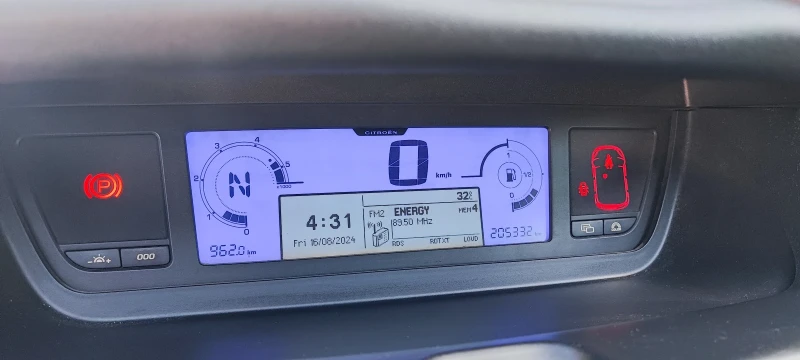 CITROËN
4
3
5
2
x1000
1
0
N
962.0 km
P
000
0
km/h
1
1/2
0
32°
4:31
FM2 ENERGY MEM 4
89.50 MHz
Fri 16/08/2024
RDS RDTXT LOUD
205332